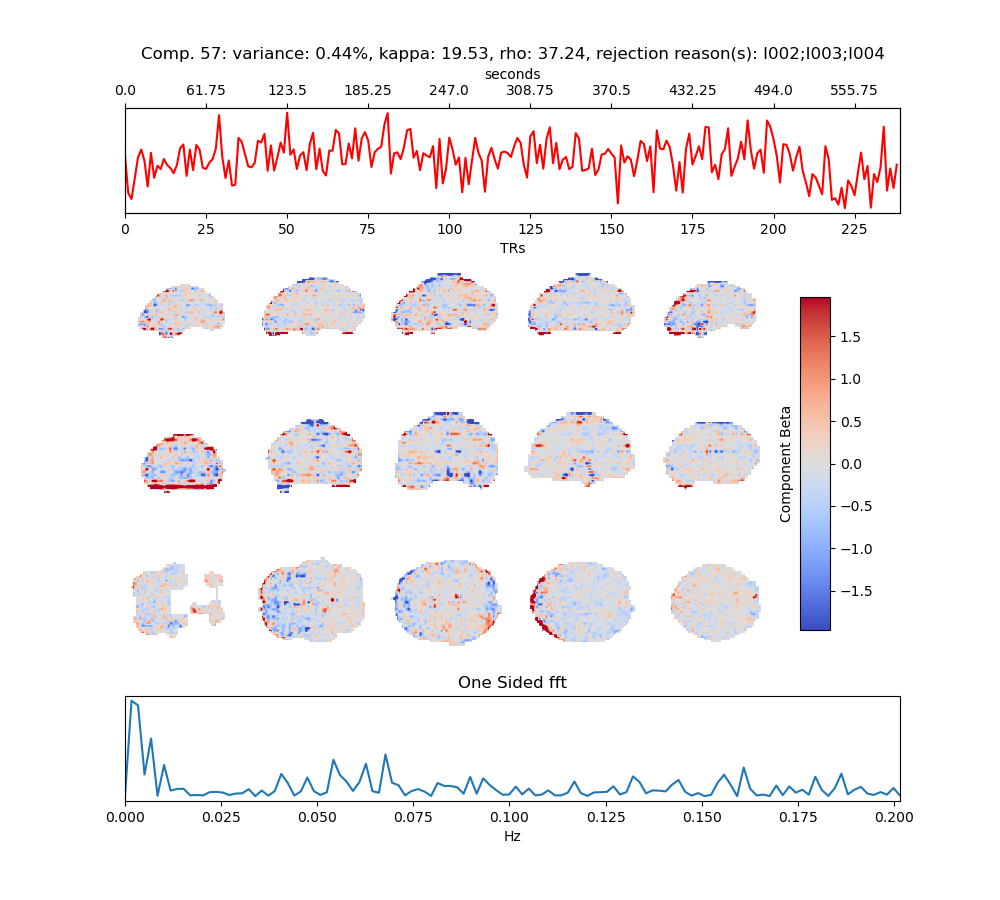 Comp. 57: variance: 0.44%, kappa: 19.53, rho: 37.24, rejection reason(s): I002;I003;I004
seconds
0.0 61.75 123.5 185.25 247.0 308.75 370.5 432.25 494.0 555.75
0 25 50 75 100 125 150 175 200 225
TRs
1.5
1.0
0.5
0.0
−0.5
−1.0
−1.5
Component Beta
One Sided fft
0.000 0.025 0.050 0.075 0.100 0.125 0.150 0.175 0.200
Hz